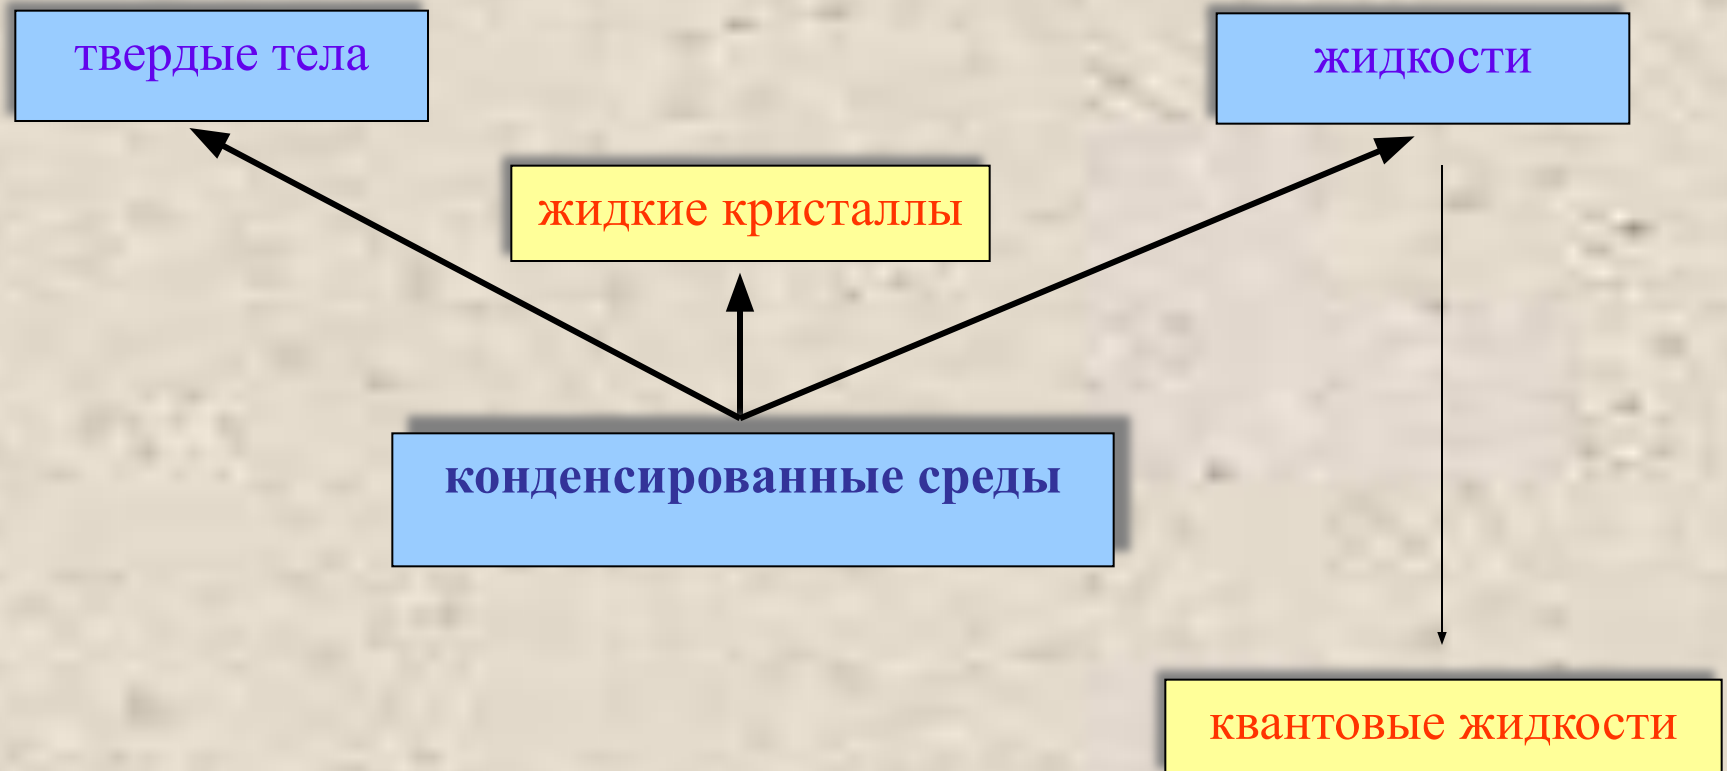 твердые тела
жидкости
жидкие кристаллы
конденсированные среды
квантовые жидкости